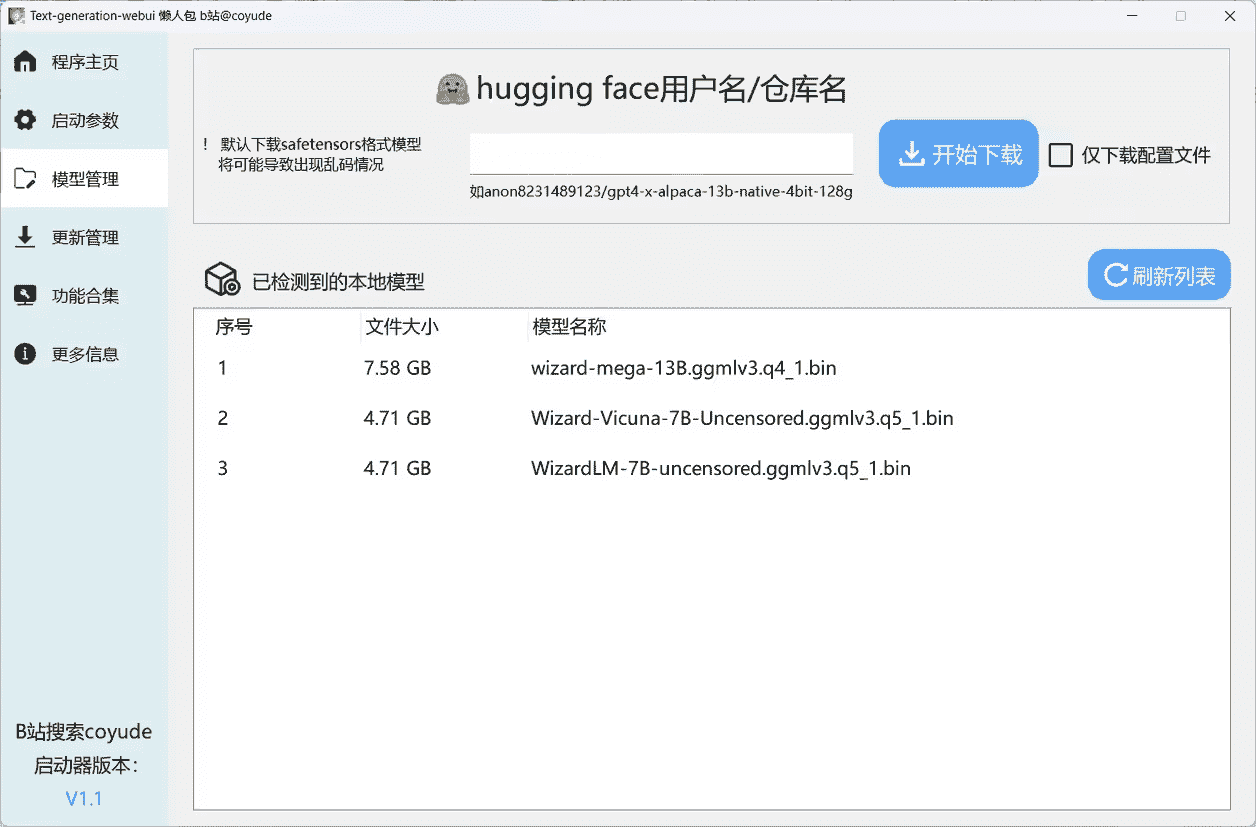 Text-generation-webui 懒人包 b站@coyude
程序主页
启动参数
模型管理
更新管理
功能合集
更多信息
B站搜索coyude
启动器版本：
V1.1
hugging face用户名/仓库名
！ 默认下载safetensors格式模型
将可能导致出现乱码情况
如anon8231489123/gpt4-x-alpaca-13b-native-4bit-128g
开始下载
仅下载配置文件
已检测到的本地模型
刷新列表
序号 文件大小 模型名称
1 7.58 GB wizard-mega-13B.ggmlv3.q4_1.bin
2 4.71 GB Wizard-Vicuna-7B-Uncensored.ggmlv3.q5_1.bin
3 4.71 GB WizardLM-7B-uncensored.ggmlv3.q5_1.bin